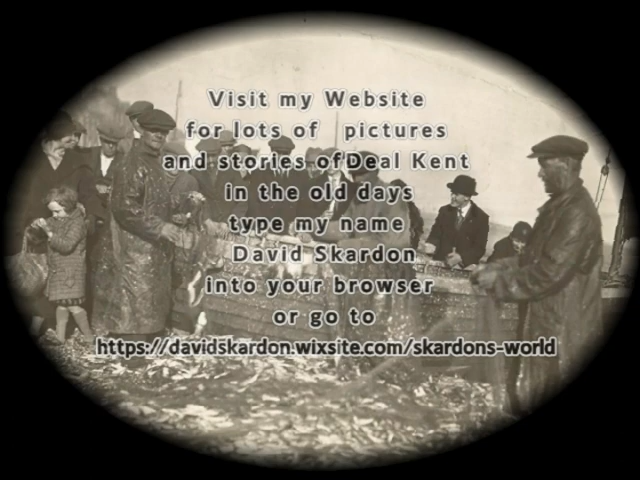 Visit my Website
for lots of pictures
and stories of Deal Kent
in the old days
type my name
David Skardon
into your browser
or go to
https://davidskardon.wixsite.com/skardons-world